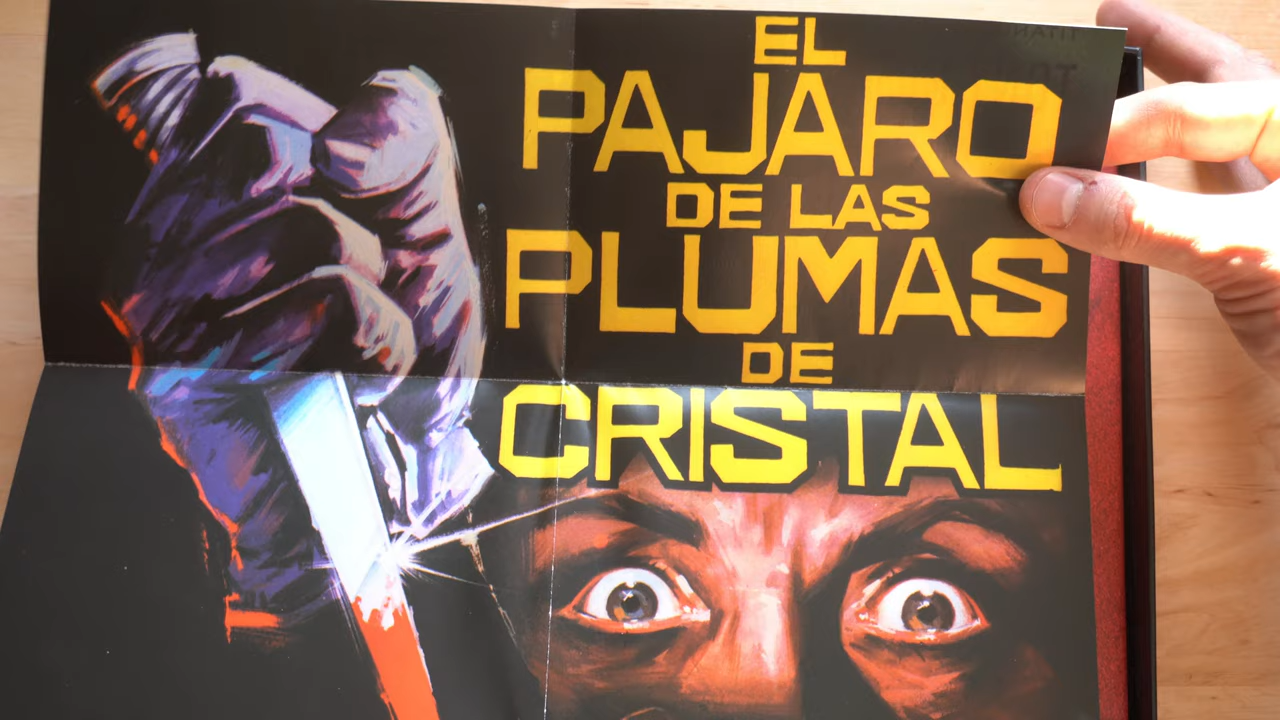 EL
PAJARO
DE LAS
PLUMAS
DE
CRISTAL